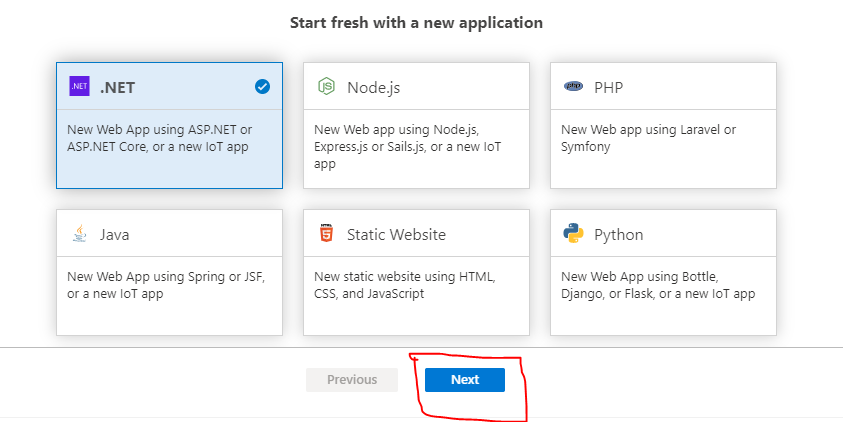 Start fresh with a new application
.NET
.NET
New Web App using ASP.NET or
ASP.NET Core, or a new IoT app
JS
Node.js
New Web app using Node.js,
Express.js or Sails.js, or a new IoT
app
php
PHP
New Web app using Laravel or
Symfony
Java
New Web App using Spring or JSF,
or a new IoT app
HTML
5
Static Website
New static website using HTML,
CSS, and JavaScript
Python
New Web App using Bottle,
Django, or Flask, or a new IoT app
Previous
Next